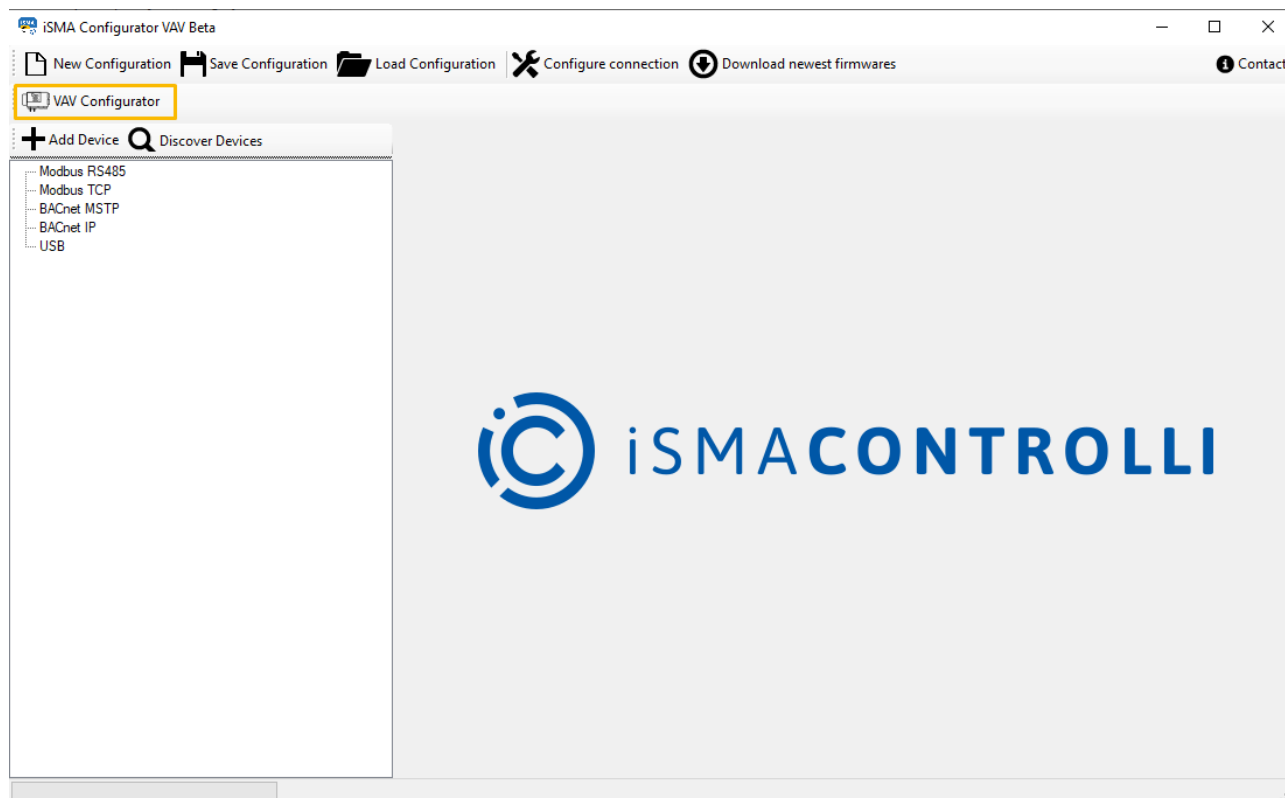 iSMA Configurator VAV Beta
New Configuration Save Configuration Load Configuration Configure connection Download newest firmwares Contact
VAV Configurator
Add Device Discover Devices
Modbus RS485
Modbus TCP
BACnet MSTP
BACnet IP
USB
iSMACONTROLLI